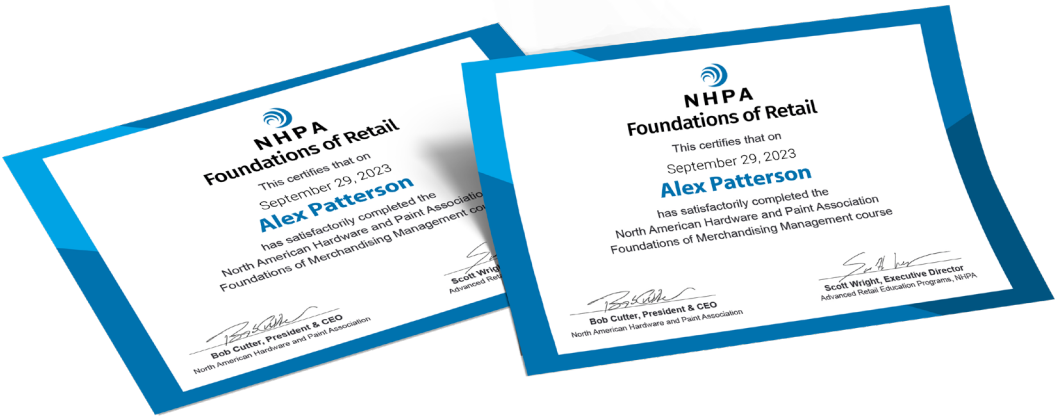 NHPA
Foundations of Retail
This certifies that on
September 29, 2023
Alex Patterson
has satisfactorily completed the
North American Hardware and Paint Association
Foundations of Merchandising Management
Bob Cutter, President & CEO
North American Hardware and Paint Association
Scott
Advanced
NHPA
Foundations of Retail
This certifies that on
September 29, 2023
Alex Patterson
has satisfactorily completed the
North American Hardware and Paint Association
Foundations of Merchandising Management course
Bob Cutter, President & CEO
North American Hardware and Paint Association
Scott Wright, Executive Director
Advanced Retail Education Programs, NHPA